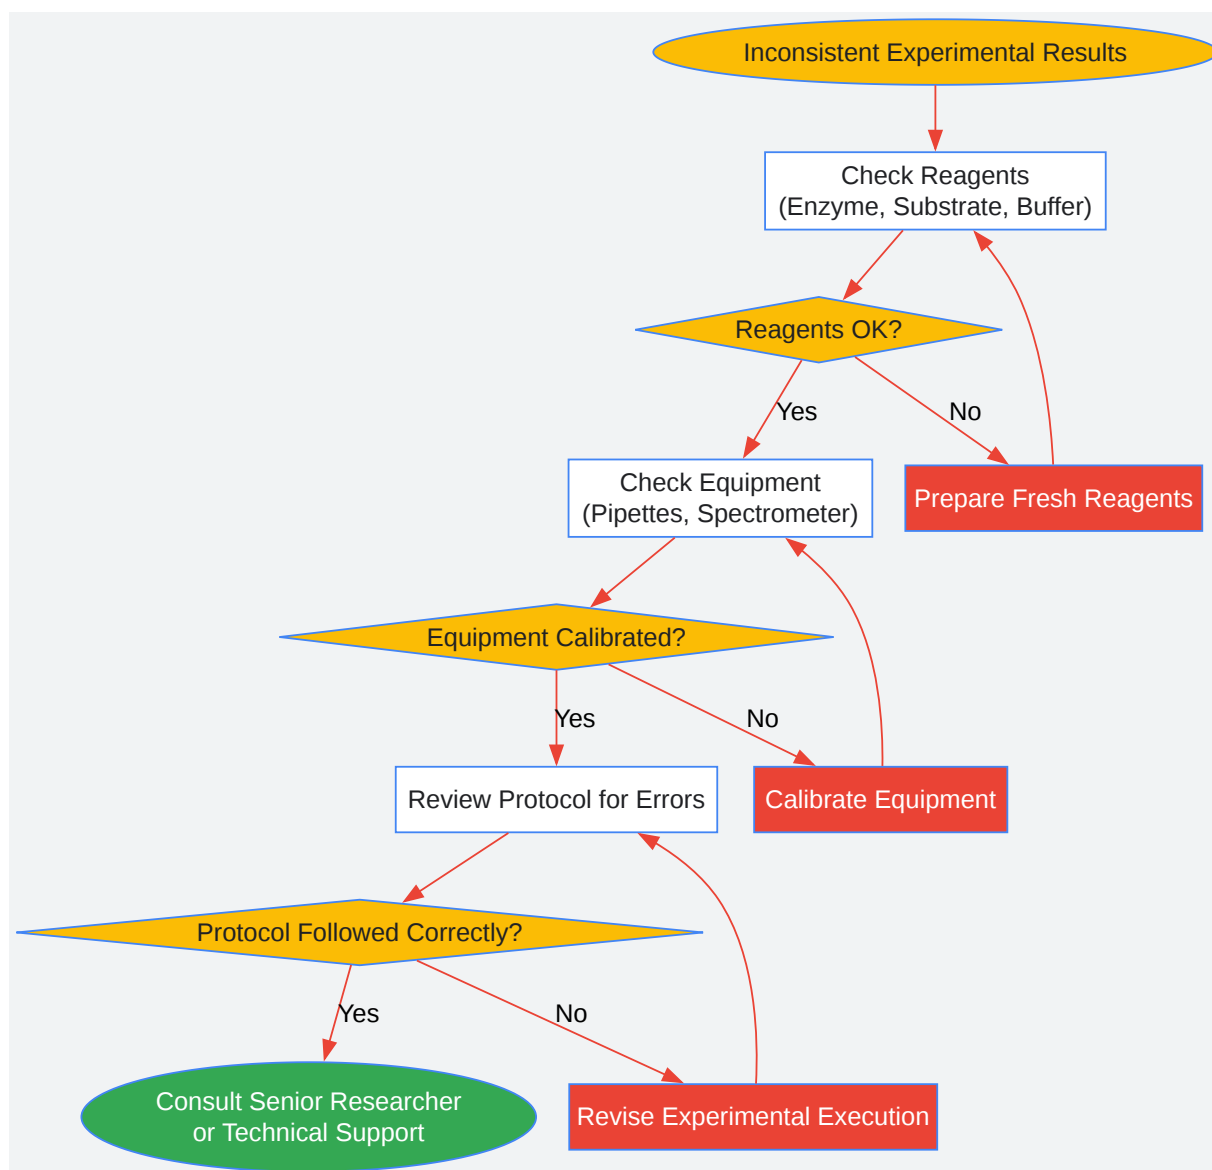 Inconsistent Experimental Results
Check Reagents
(Enzyme, Substrate, Buffer)
Reagents OK?
Yes
No
Check Equipment
(Pipettes, Spectrometer)
Prepare Fresh Reagents
Equipment Calibrated?
Yes
No
Review Protocol for Errors
Calibrate Equipment
Protocol Followed Correctly?
Yes
No
Consult Senior Researcher
or Technical Support
Revise Experimental Execution